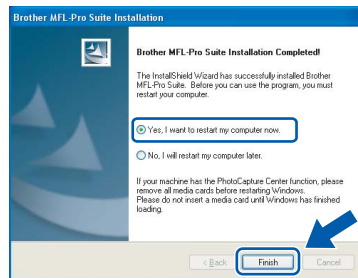 Brother MFL-Pro Suite Installation
Brother MFL-Pro Suite Installation Completed!
The InstallShield Wizard has successfully installed Brother
MFL-Pro Suite. Before you can use the program, you must
restart your computer.
Yes, I want to restart my computer now.
No, I will restart my computer later.
If your machine has the PhotoCapture Center function, please
remove all media cards before restarting Windows.
Please do not insert a media card until Windows has finished
loading.
< Back Finish Cancel